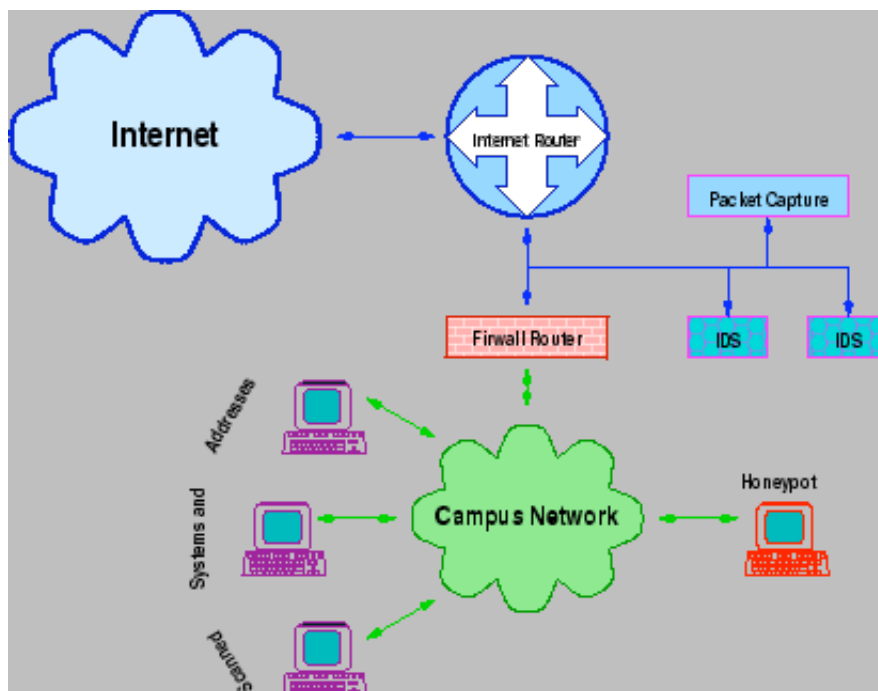 Internet
Internet Router
Packet Capture
Firwall Router
IDS
IDS
Addresses
Systems and
Scanned
Campus Network
Honeypot